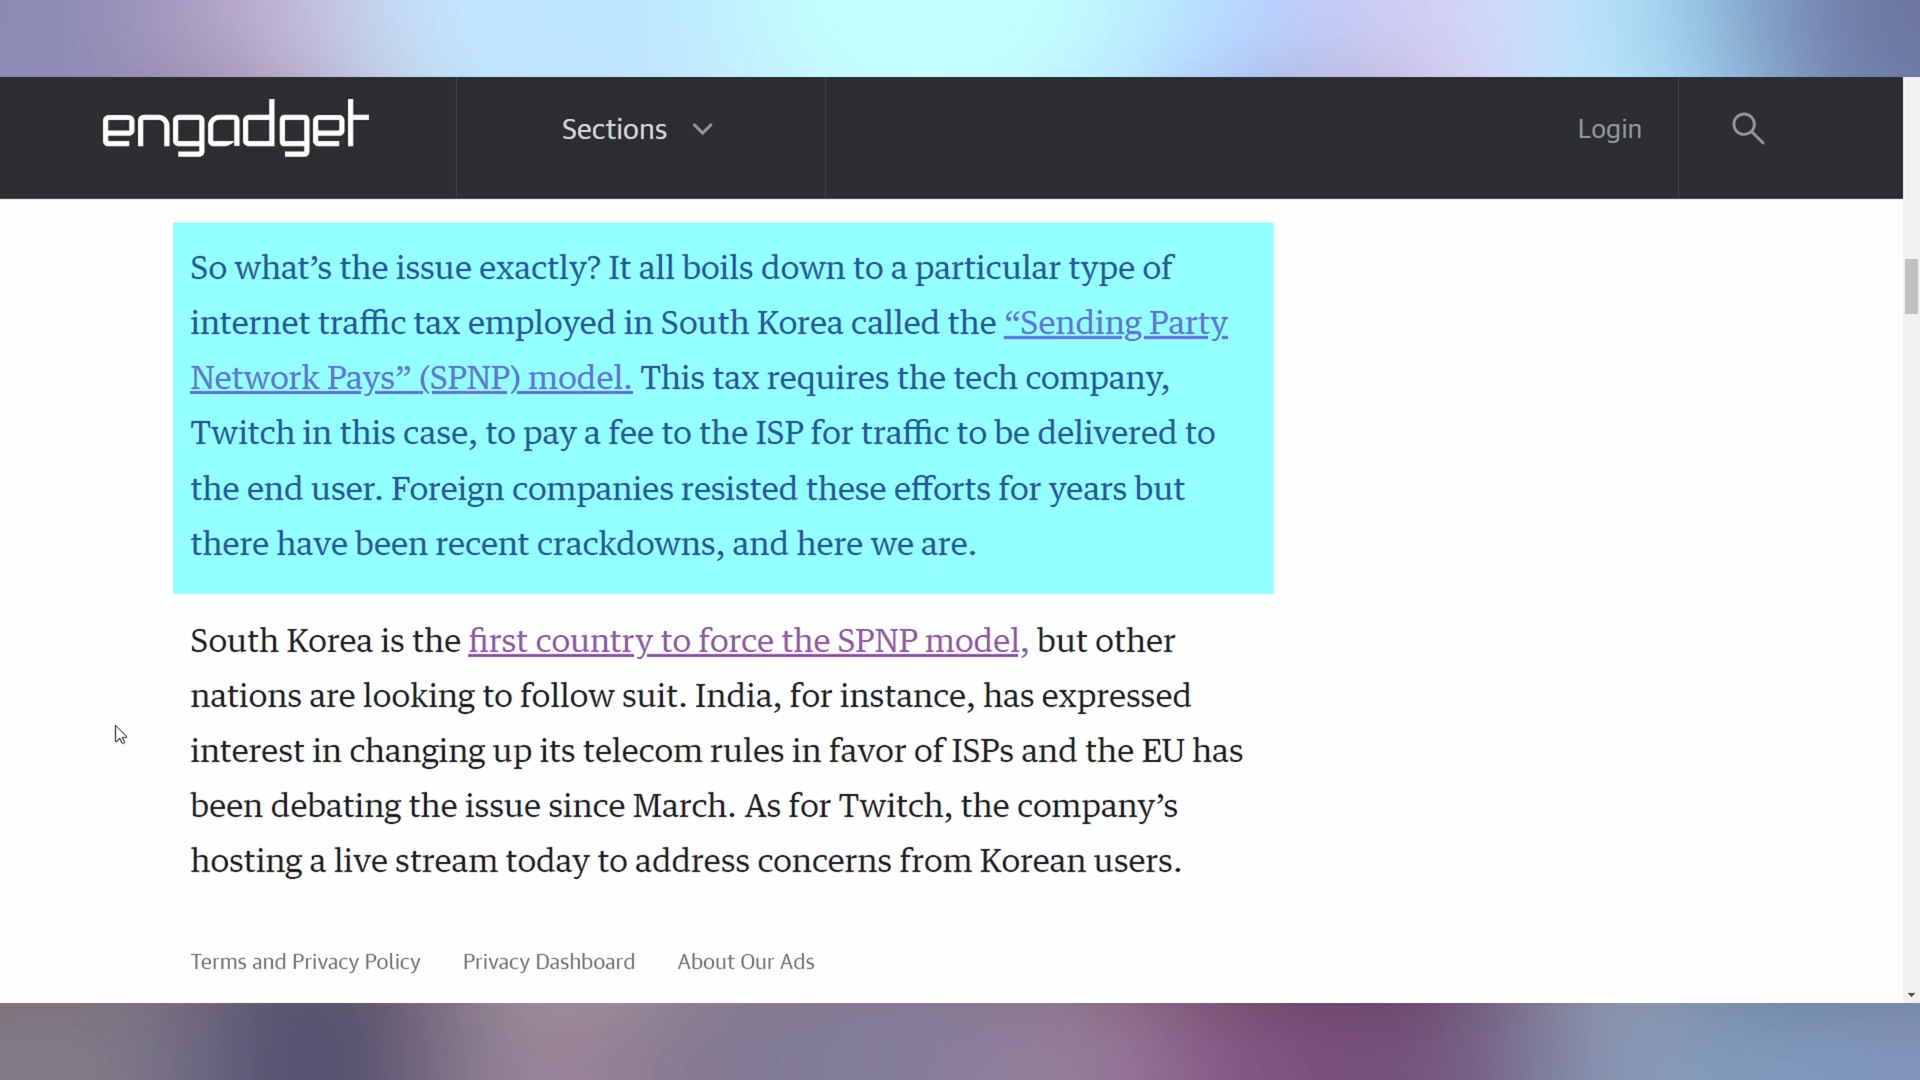 engadget
Sections
Login
So what’s the issue exactly? It all boils down to a particular type of
internet traffic tax employed in South Korea called the “Sending Party
Network Pays” (SPNP) model. This tax requires the tech company,
Twitch in this case, to pay a fee to the ISP for traffic to be delivered to
the end user. Foreign companies resisted these efforts for years but
there have been recent crackdowns, and here we are.
South Korea is the first country to force the SPNP model, but other
nations are looking to follow suit. India, for instance, has expressed
interest in changing up its telecom rules in favor of ISPs and the EU has
been debating the issue since March. As for Twitch, the company’s
hosting a live stream today to address concerns from Korean users.
Terms and Privacy Policy
Privacy Dashboard
About Our Ads